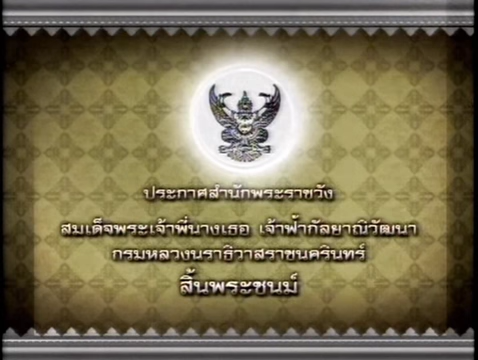 ประกาศสำนักพระราชวัง
สมเด็จพระเจ้าพี่นางเธอ เจ้าฟ้ากัลยาณิวัฒนา
กรมหลวงนราธิวาสราชนครินทร์
สิ้นพระชนม์